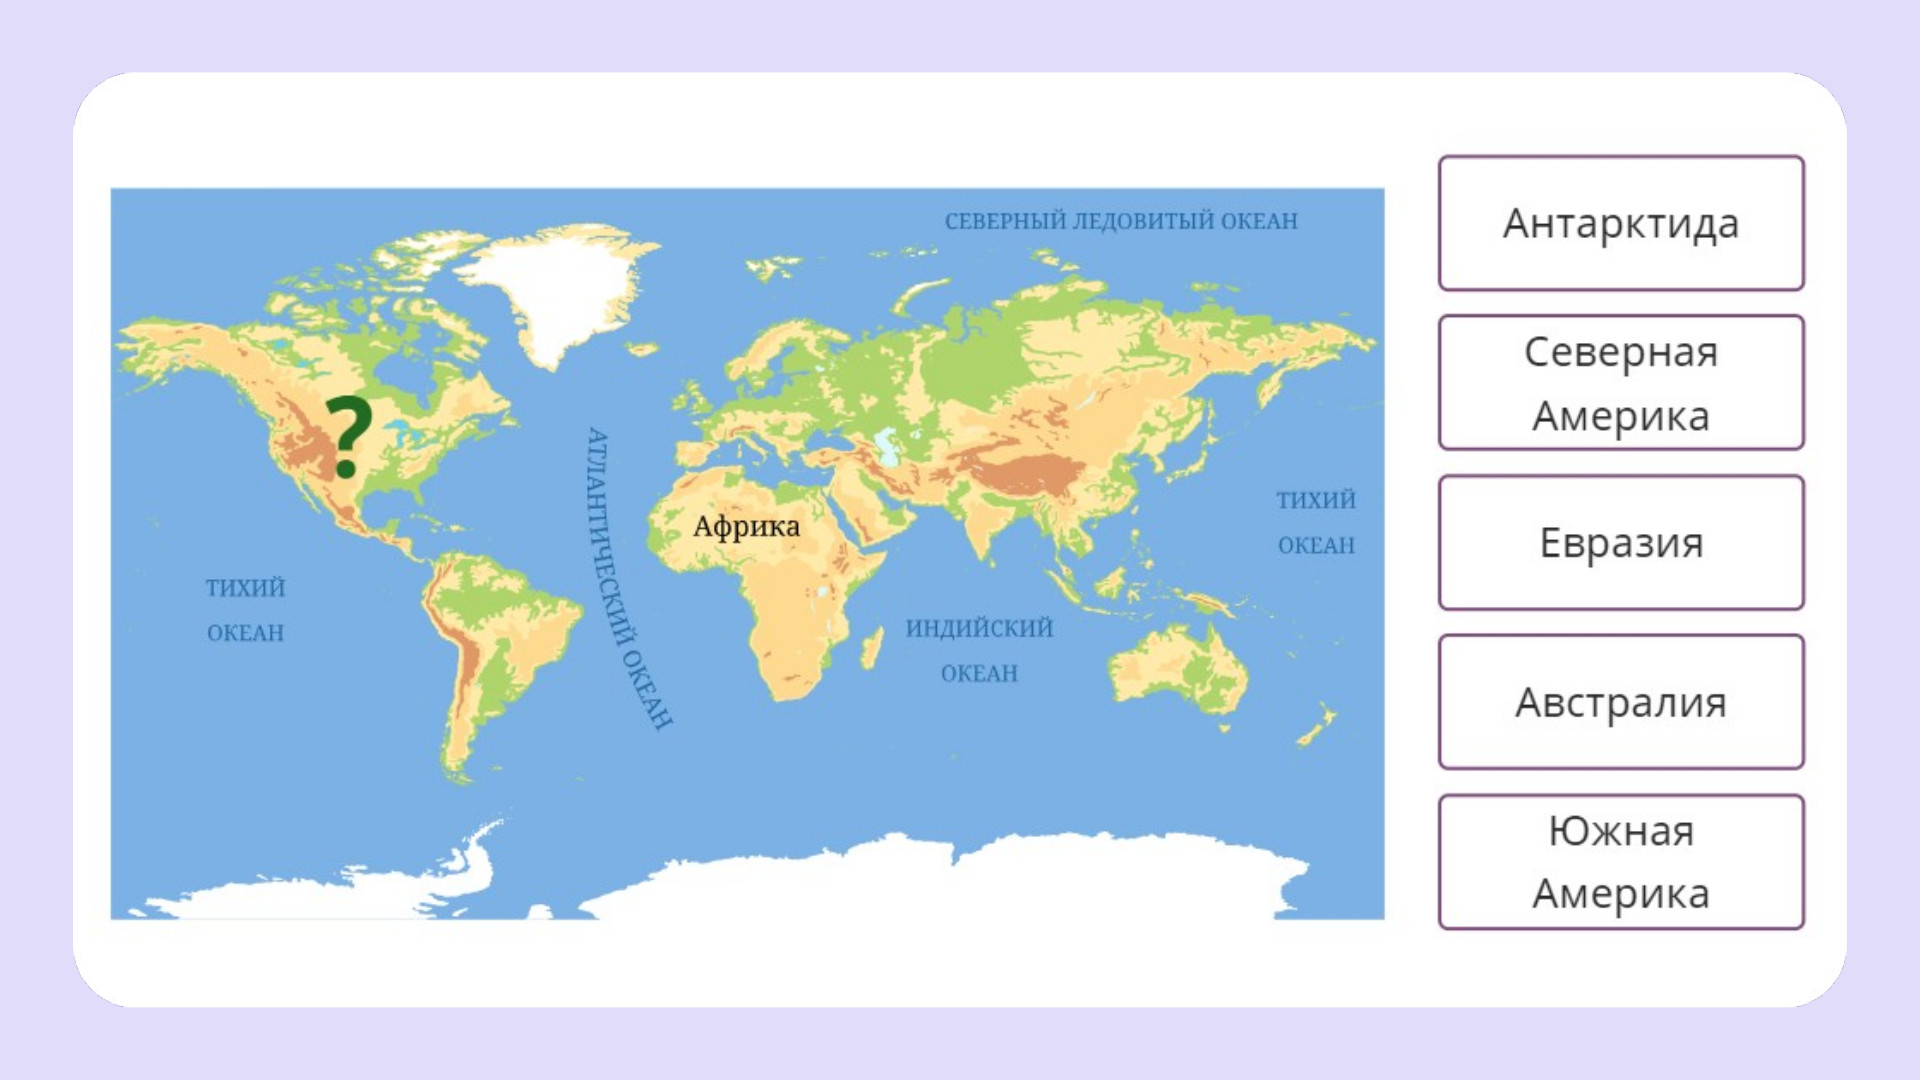 СЕВЕРНЫЙ ЛЕДОВИТЫЙ ОКЕАН
?
АТЛАНТИЧЕСКИЙ ОКЕАН
Африка
ТИХИЙ
ОКЕАН
ТИХИЙ
ОКЕАН
ИНДИЙСКИЙ
ОКЕАН
Антарктида
Северная
Америка
Евразия
Австралия
Южная
Америка